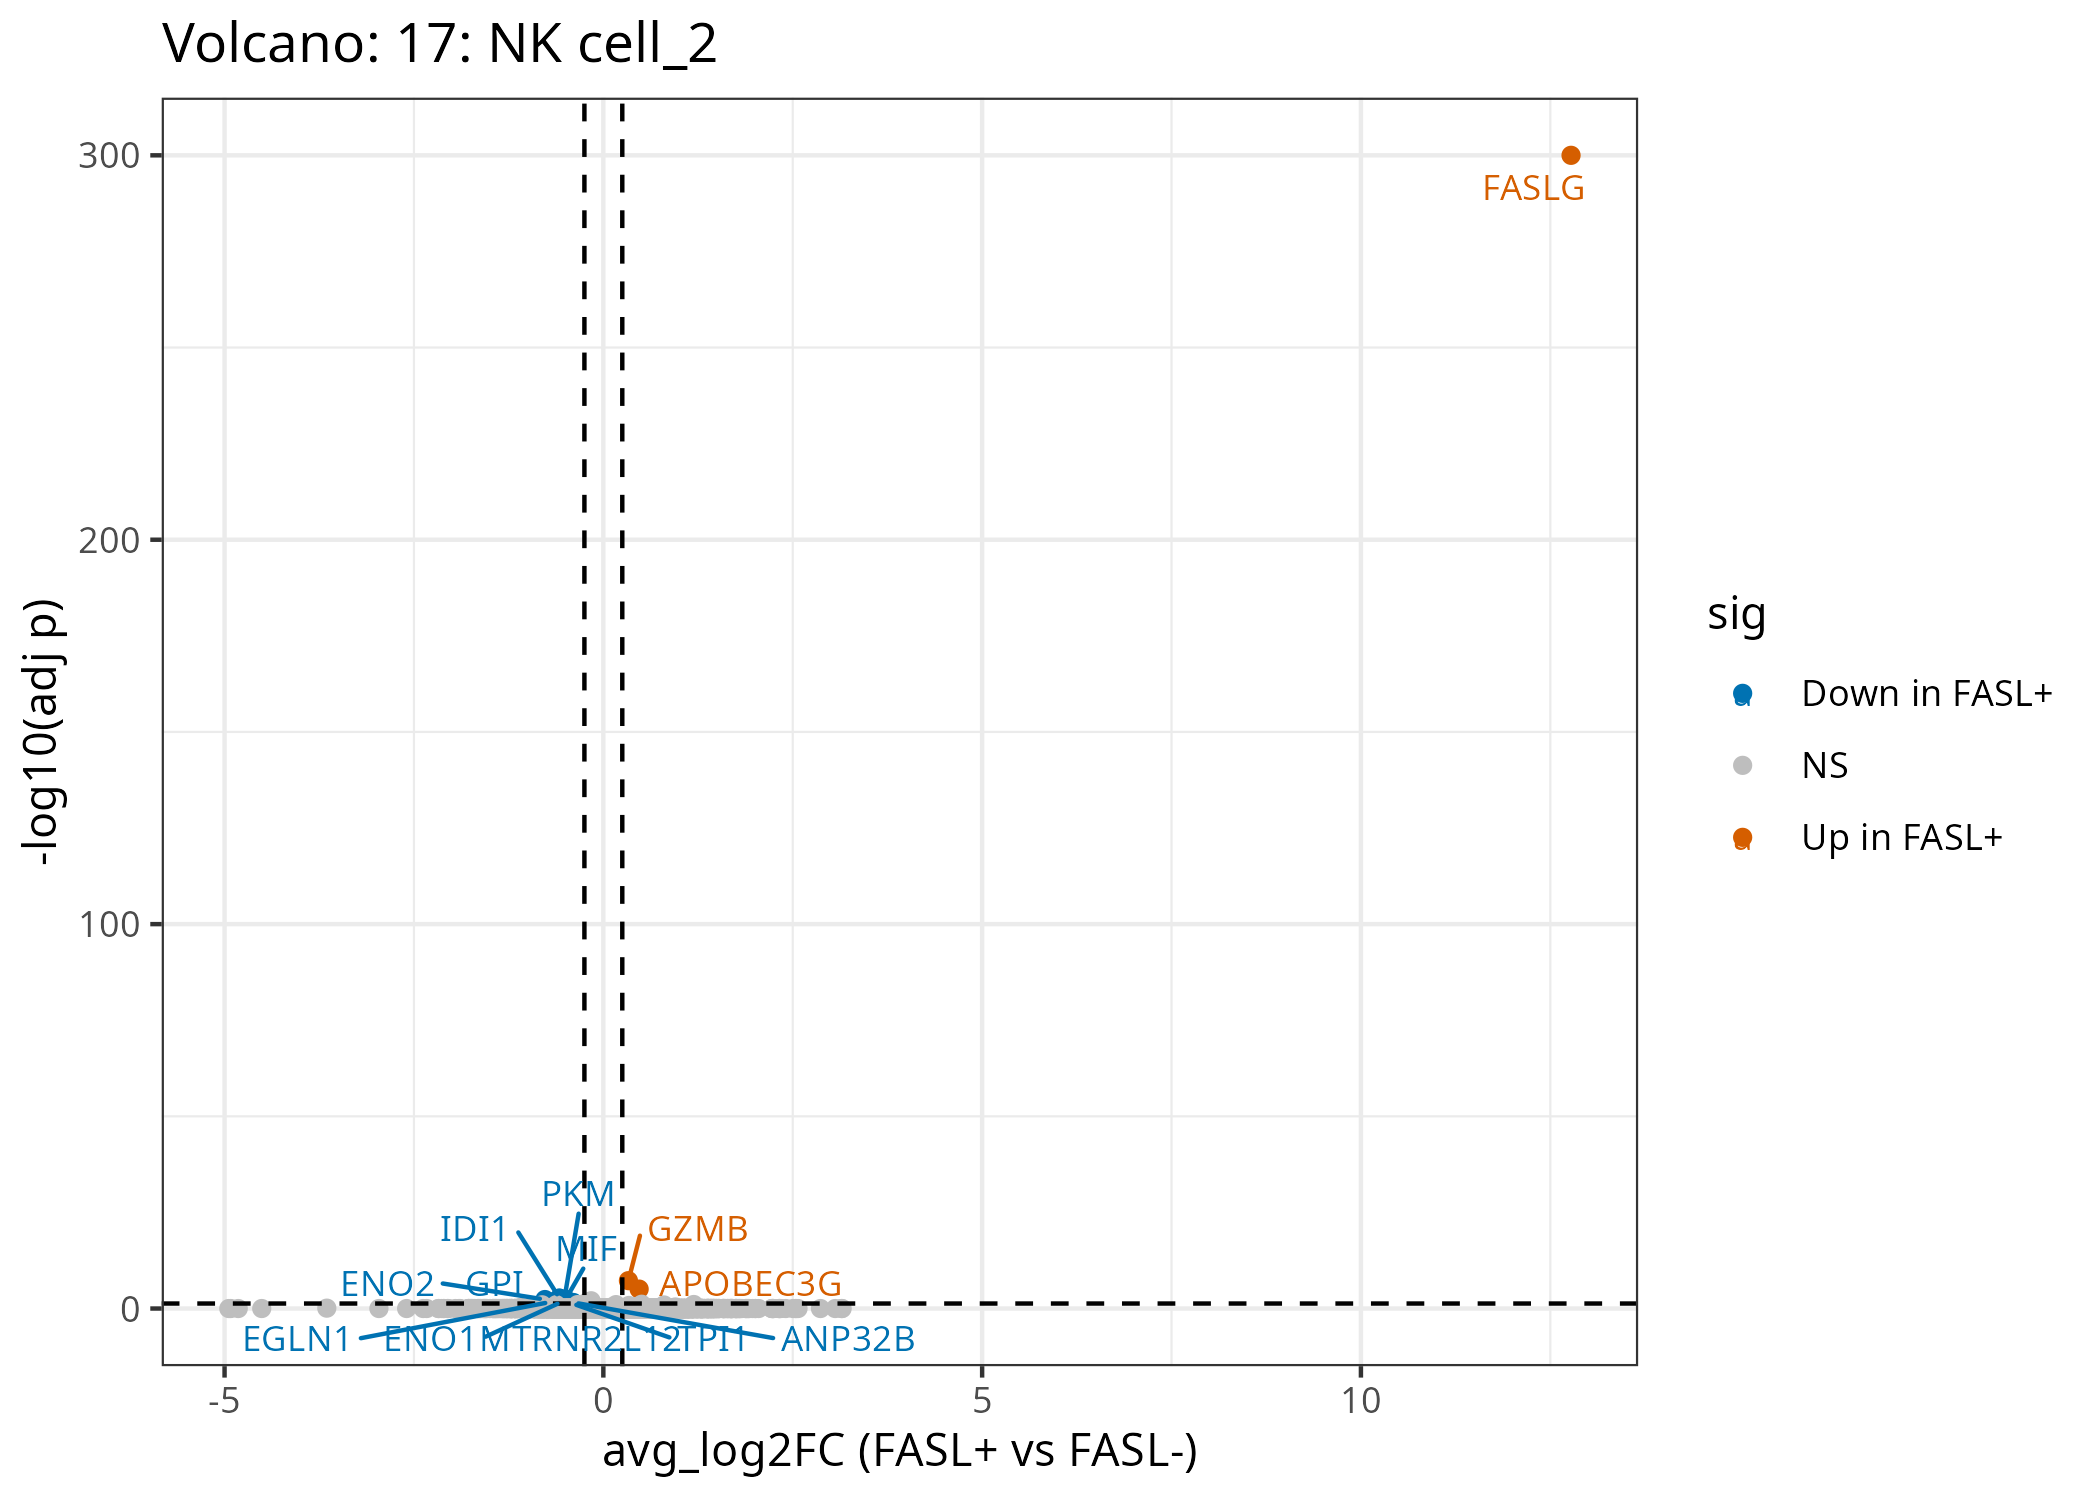 Volcano: 17: NK cell_2
-log10(adj p)
300
200
100
0
FASLG
PKM
IDI1
GZMB
MIF
ENO2
GPI
APOBEC3G
EGLN1
ENO1
MTRNR2L12
TPI1
ANP32B
-5
0
5
10
avg_log2FC (FASL+ vs FASL-)
sig
Down in FASL+
NS
Up in FASL+